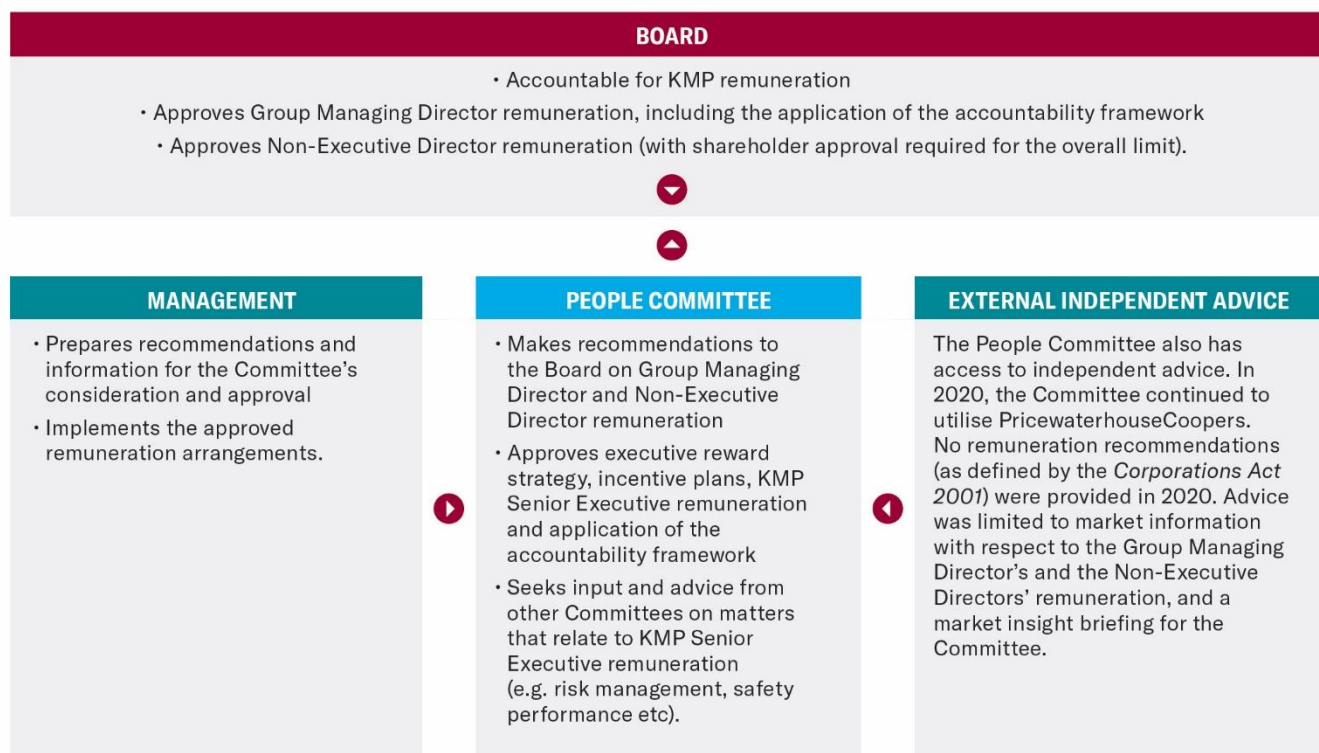 BOARD
• Accountable for KMP remuneration
• Approves Group Managing Director remuneration, including the application of the accountability framework
• Approves Non-Executive Director remuneration (with shareholder approval required for the overall limit).
MANAGEMENT
• Prepares recommendations and
information for the Committee's
consideration and approval
• Implements the approved
remuneration arrangements.
PEOPLE COMMITTEE
• Makes recommendations to
the Board on Group Managing
Director and Non-Executive
Director remuneration
• Approves executive reward
strategy, incentive plans, KMP
Senior Executive remuneration
and application of the
accountability framework
• Seeks input and advice from
other Committees on matters
that relate to KMP Senior
Executive remuneration
(e.g. risk management, safety
performance etc).
EXTERNAL INDEPENDENT ADVICE
The People Committee also has
access to independent advice. In
2020, the Committee continued to
utilise PricewaterhouseCoopers.
No remuneration recommendations
(as defined by the Corporations Act
2001) were provided in 2020. Advice
was limited to market information
with respect to the Group Managing
Director's and the Non-Executive
Directors' remuneration, and a
market insight briefing for the
Committee.